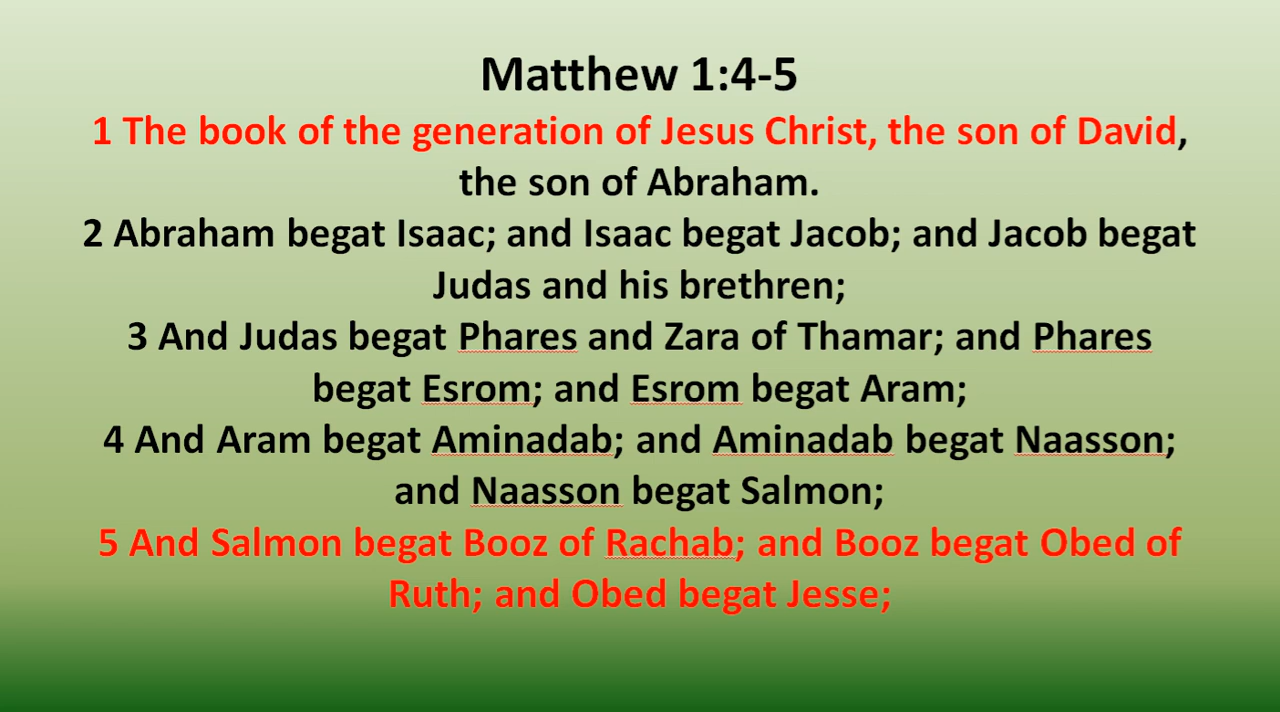 Matthew 1:4-5
1 The book of the generation of Jesus Christ, the son of David,
the son of Abraham.
2 Abraham begat Isaac; and Isaac begat Jacob; and Jacob begat
Judas and his brethren;
3 And Judas begat Phares and Zara of Thamar; and Phares
begat Esrom; and Esrom begat Aram;
4 And Aram begat Aminadab; and Aminadab begat Naasson;
and Naasson begat Salmon;
5 And Salmon begat Booz of Rachab; and Booz begat Obed of
Ruth; and Obed begat Jesse;